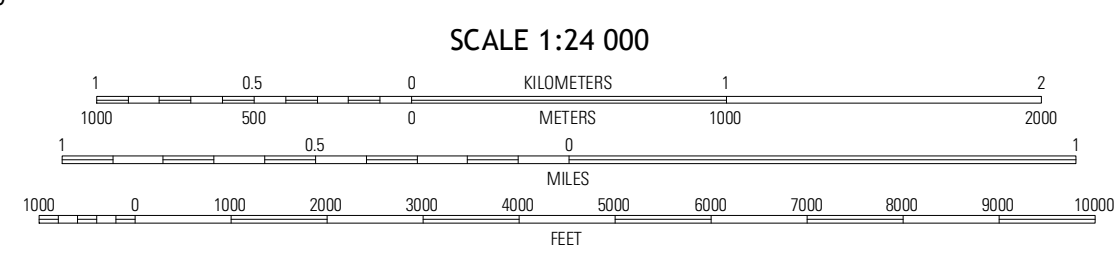 SCALE 1:24 000
1 0.5 0 KILOMETERS 1 2
1000 500 0 METERS 1000 2000
1 0.5 0 1
MILES
1000 0 1000 2000 3000 4000 5000 6000 7000 8000 9000 10000
FEET